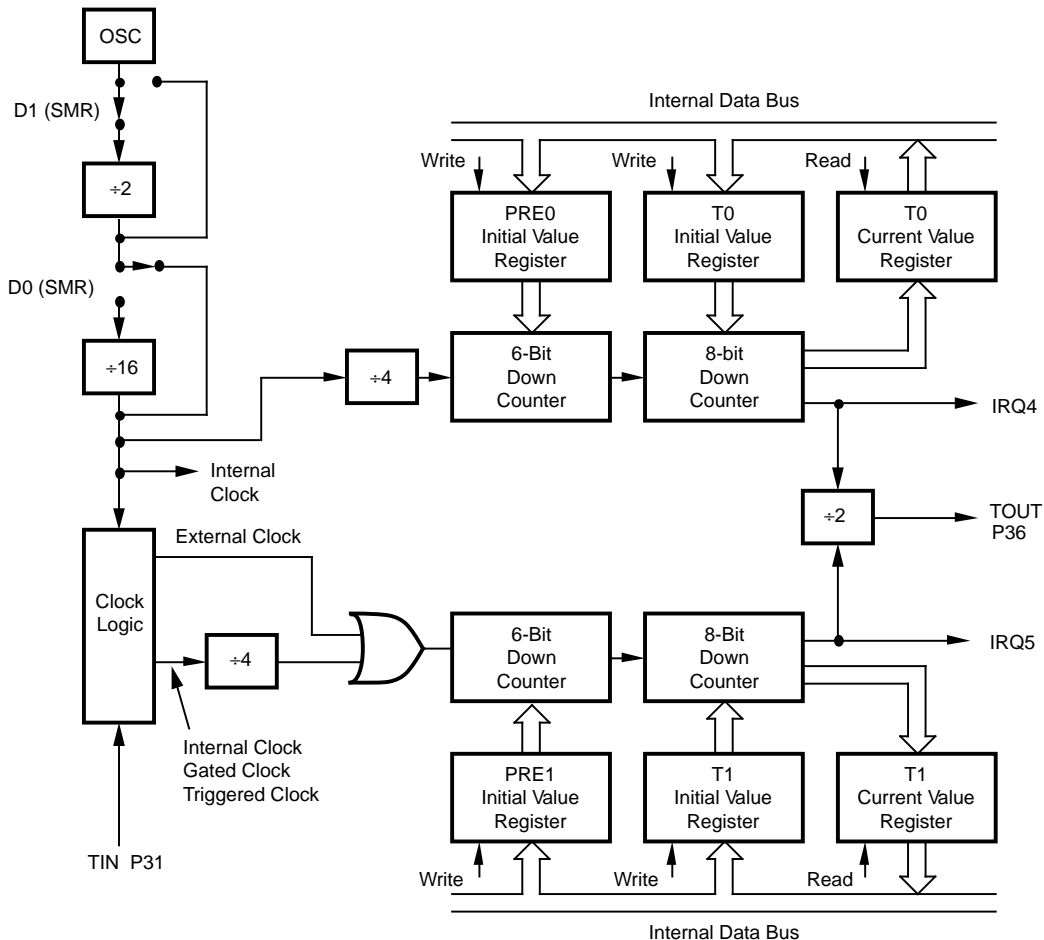 OSC
D1 (SMR)
÷2
D0 (SMR)
÷16
Internal
Clock
Internal Data Bus
Write
Write
Read
PRE0
Initial Value
Register
T0
Initial Value
Register
T0
Current Value
Register
÷4
6-Bit
Down
Counter
8-bit
Down
Counter
IRQ4
÷2
TOUT
P36
External Clock
Clock
Logic
÷4
Internal Clock
Gated Clock
Triggered Clock
TIN P31
6-Bit
Down
Counter
8-Bit
Down
Counter
IRQ5
PRE1
Initial Value
Register
T1
Initial Value
Register
T1
Current Value
Register
Write
Write
Read
Internal Data Bus